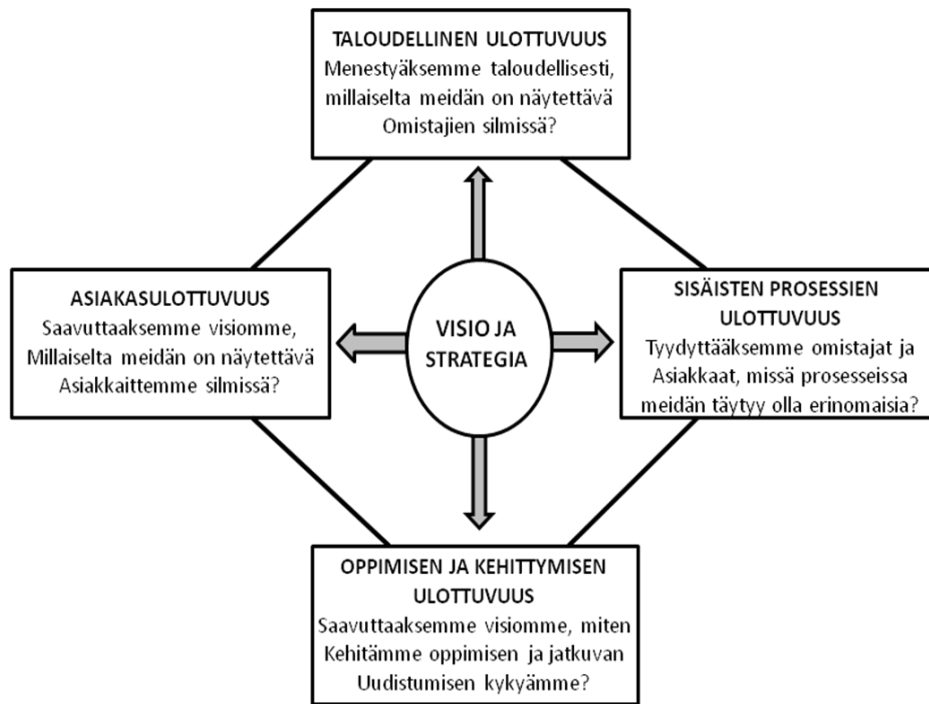 TALOUDELLINEN ULOTTUVUUS
Menestyäksemme taloudellisesti,
millaiselta meidän on näytettävä
Omistajien silmissä?
ASIAKASULOTTUVUUS
Saavuttaaksemme visiomme,
Millaiselta meidän on näytettävä
Asiakkaittemme silmissä?
VISIO JA
STRATEGIA
SISÄISTEN PROSESSIEN
ULOTTUVUUS
Tyydyttääksemme omistajat ja
Asiakkaat, missä prosesseissa
meidän täytyy olla erinomaisia?
OPPIMISEN JA KEHITTYMISEN
ULOTTUVUUS
Saavuttaaksemme visiomme, miten
Kehitämme oppimisen ja jatkuvan
Uudistumisen kykyämme?